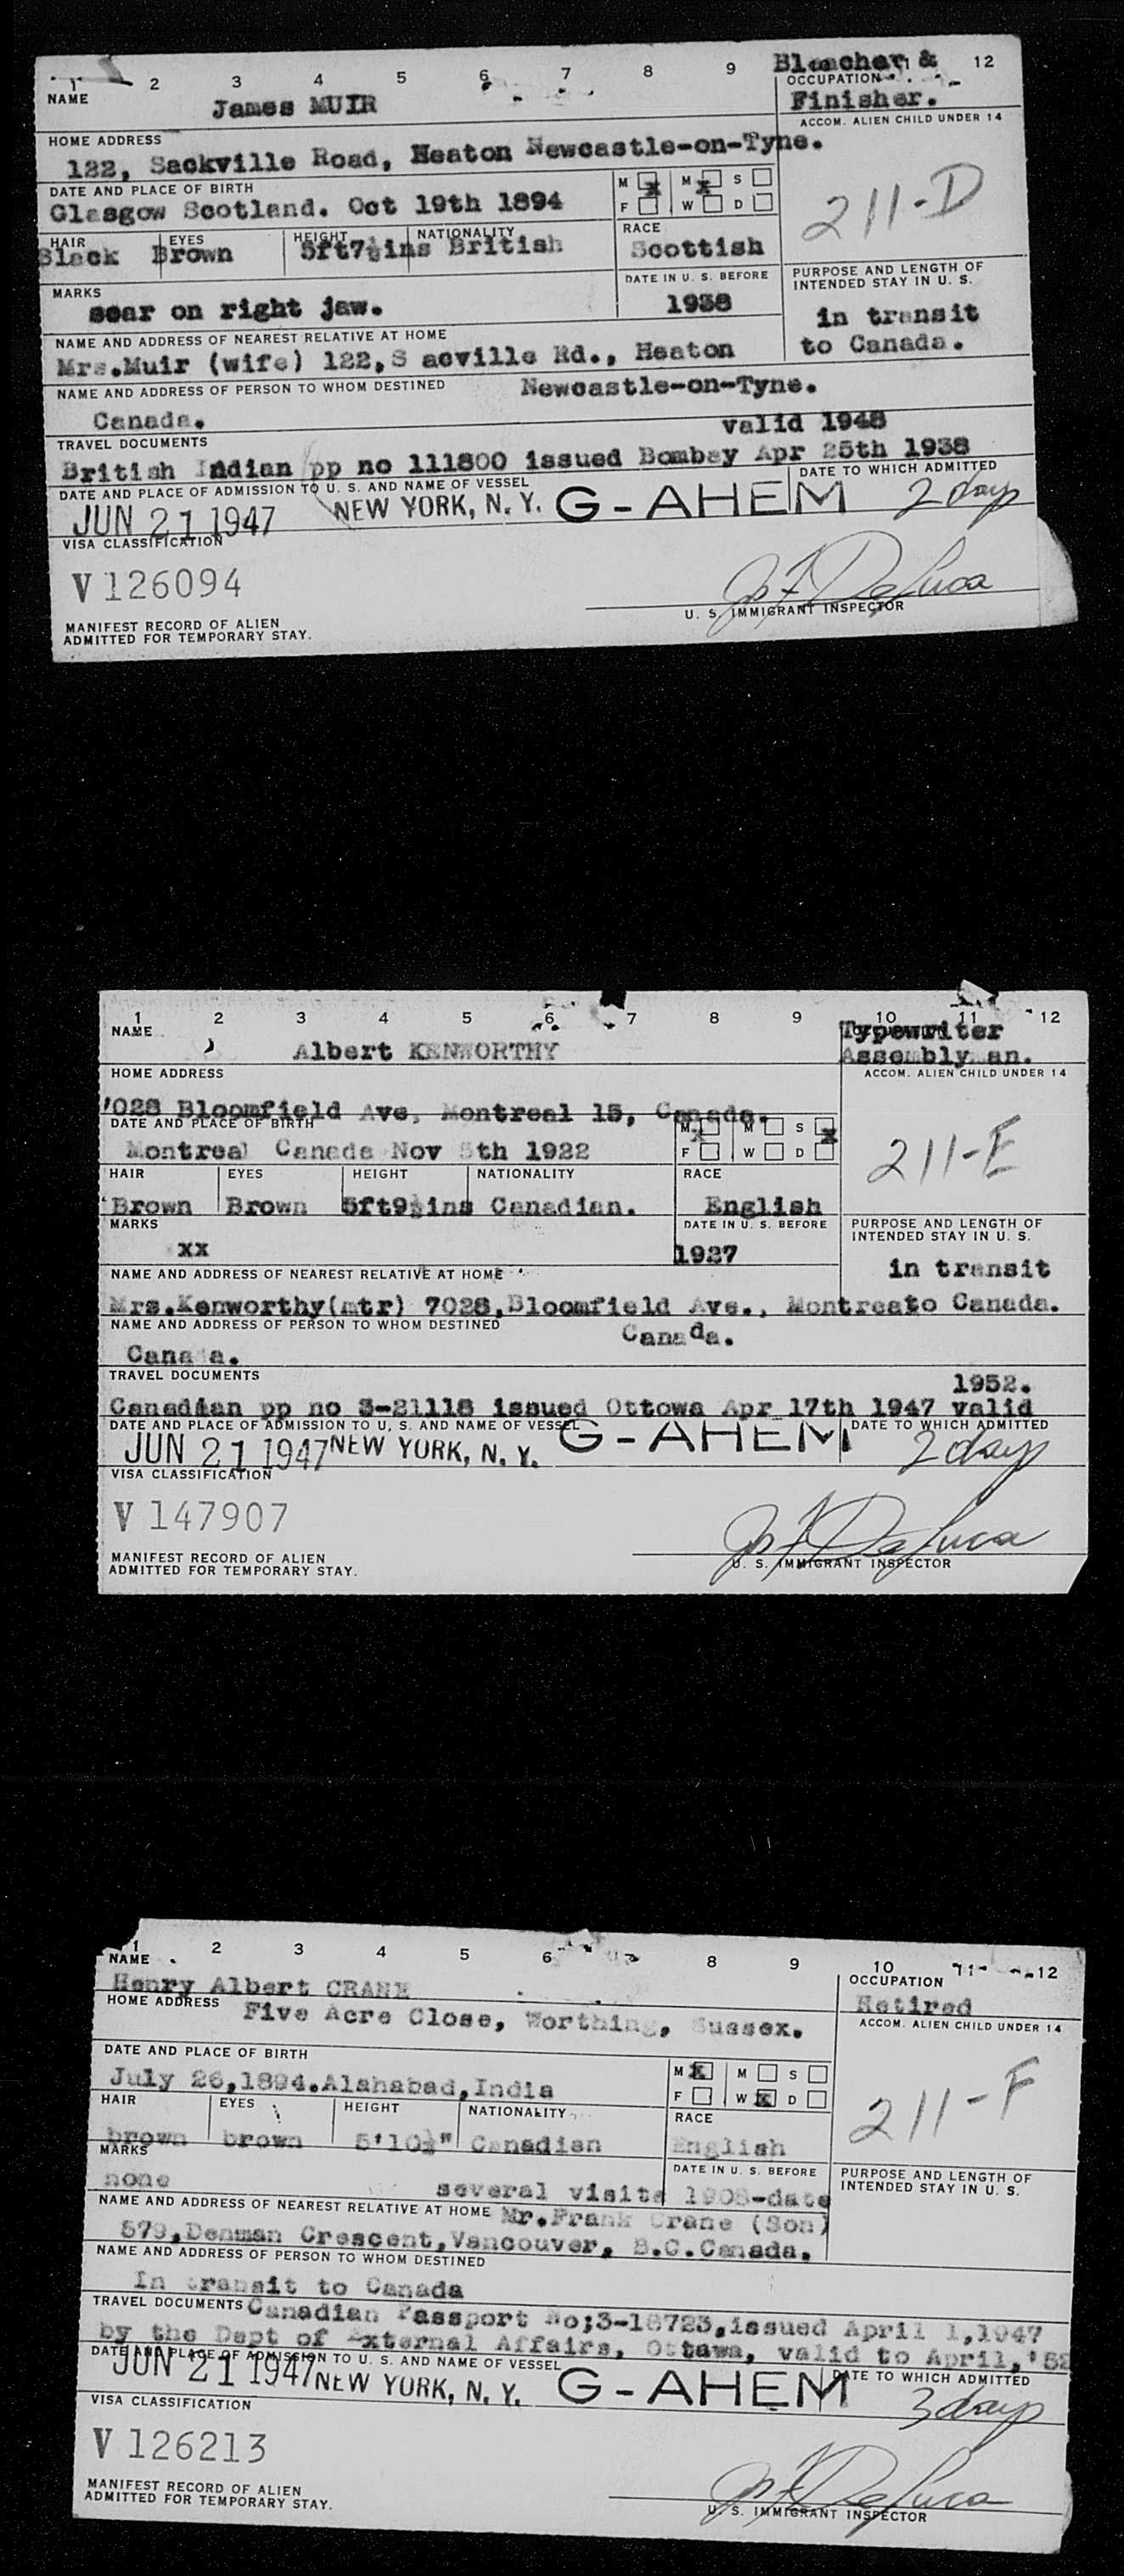 1 2 3 4 5 6 7 8 9 12
NAME James MUIR
Bleacher &
OCCUPATION
Finisher.
ACCOM. ALIEN CHILD UNDER 14
HOME ADDRESS
122, Sackville Road, Heaton Newcastle-on-Tyne.
DATE AND PLACE OF BIRTH
M x M x S
Glasgow Scotland. Oct 19th 1894
F W D
211-D
HAIR EYES HEIGHT NATIONALITY RACE
Black Brown 5ft7½ins British Scottish
MARKS DATE IN U. S. BEFORE PURPOSE AND LENGTH OF
INTENDED STAY IN U. S.
scar on right jaw. 1938 in transit
NAME AND ADDRESS OF NEAREST RELATIVE AT HOME
Mrs.Muir (wife) 122,S acville Rd., Heaton to Canada.
NAME AND ADDRESS OF PERSON TO WHOM DESTINED Newcastle-on-Tyne.
Canada. valid 1948
TRAVEL DOCUMENTS
British Indian pp no 111800 issued Bombay Apr 25th 1938
DATE AND PLACE OF ADMISSION TO U. S. AND NAME OF VESSEL DATE TO WHICH ADMITTED
JUN 21 1947 NEW YORK, N. Y. G-AHEM 2 days
VISA CLASSIFICATION
V 126094
Jos F DeLuca
U. S. IMMIGRANT INSPECTOR
MANIFEST RECORD OF ALIEN
ADMITTED FOR TEMPORARY STAY.
1 2 3 4 5 6 7 8 9 10 11 12
NAME Typewriter
Albert KENWORTHY Assembly an.
HOME ADDRESS ACCOM. ALIEN CHILD UNDER 14
'028 Bloomfield Ave, Montreal 15, Canada.
DATE AND PLACE OF BIRTH M x M S x
Montreal Canada Nov 5th 1922 F W D
211-E
HAIR EYES HEIGHT NATIONALITY RACE
Brown Brown 5ft9½ins Canadian. English
MARKS DATE IN U. S. BEFORE PURPOSE AND LENGTH OF
INTENDED STAY IN U. S.
xx 1927
NAME AND ADDRESS OF NEAREST RELATIVE AT HOME in transit
Mrs.Kenworthy(mtr) 7028,Bloomfield Ave., Montreato Canada.
NAME AND ADDRESS OF PERSON TO WHOM DESTINED Canada.
Cana a.
TRAVEL DOCUMENTS 1952.
Canadian pp no 3-21118 issued Ottowa Apr 17th 1947 valid
DATE AND PLACE OF ADMISSION TO U. S. AND NAME OF VESSEL DATE TO WHICH ADMITTED
JUN 21 1947 NEW YORK, N. Y. G-AHEM 2 days
VISA CLASSIFICATION
V 147907
Jos F DeLuca
U. S. IMMIGRANT INSPECTOR
MANIFEST RECORD OF ALIEN
ADMITTED FOR TEMPORARY STAY.
1 2 3 4 5 6 8 9 10 11 12
NAME OCCUPATION
Henry Albert CRANE Retired
HOME ADDRESS Five Acre Close, Worthing, Sussex. ACCOM. ALIEN CHILD UNDER 14
DATE AND PLACE OF BIRTH M x M S
July 26,1894.Alahabad,India F W x D
211-F
HAIR EYES HEIGHT NATIONALITY RACE
brown brown 5'10½" Canadian English
MARKS DATE IN U. S. BEFORE PURPOSE AND LENGTH OF
INTENDED STAY IN U. S.
none several visits 1908-date
NAME AND ADDRESS OF NEAREST RELATIVE AT HOME Mr.Frank Crane (Son)
579,Denman Crescent,Vancouver, B.C.Canada.
NAME AND ADDRESS OF PERSON TO WHOM DESTINED
In transit to Canada
TRAVEL DOCUMENTS Canadian Passport No;3-18723,issued April 1,1947
by the Dept of External Affairs, Ottawa, valid to April,'52
DATE AND PLACE OF ADMISSION TO U. S. AND NAME OF VESSEL DATE TO WHICH ADMITTED
JUN 21 1947 NEW YORK, N. Y. G-AHEM 3 days
VISA CLASSIFICATION
V 126213
Jos F DeLuca
U. S. IMMIGRANT INSPECTOR
MANIFEST RECORD OF ALIEN
ADMITTED FOR TEMPORARY STAY.